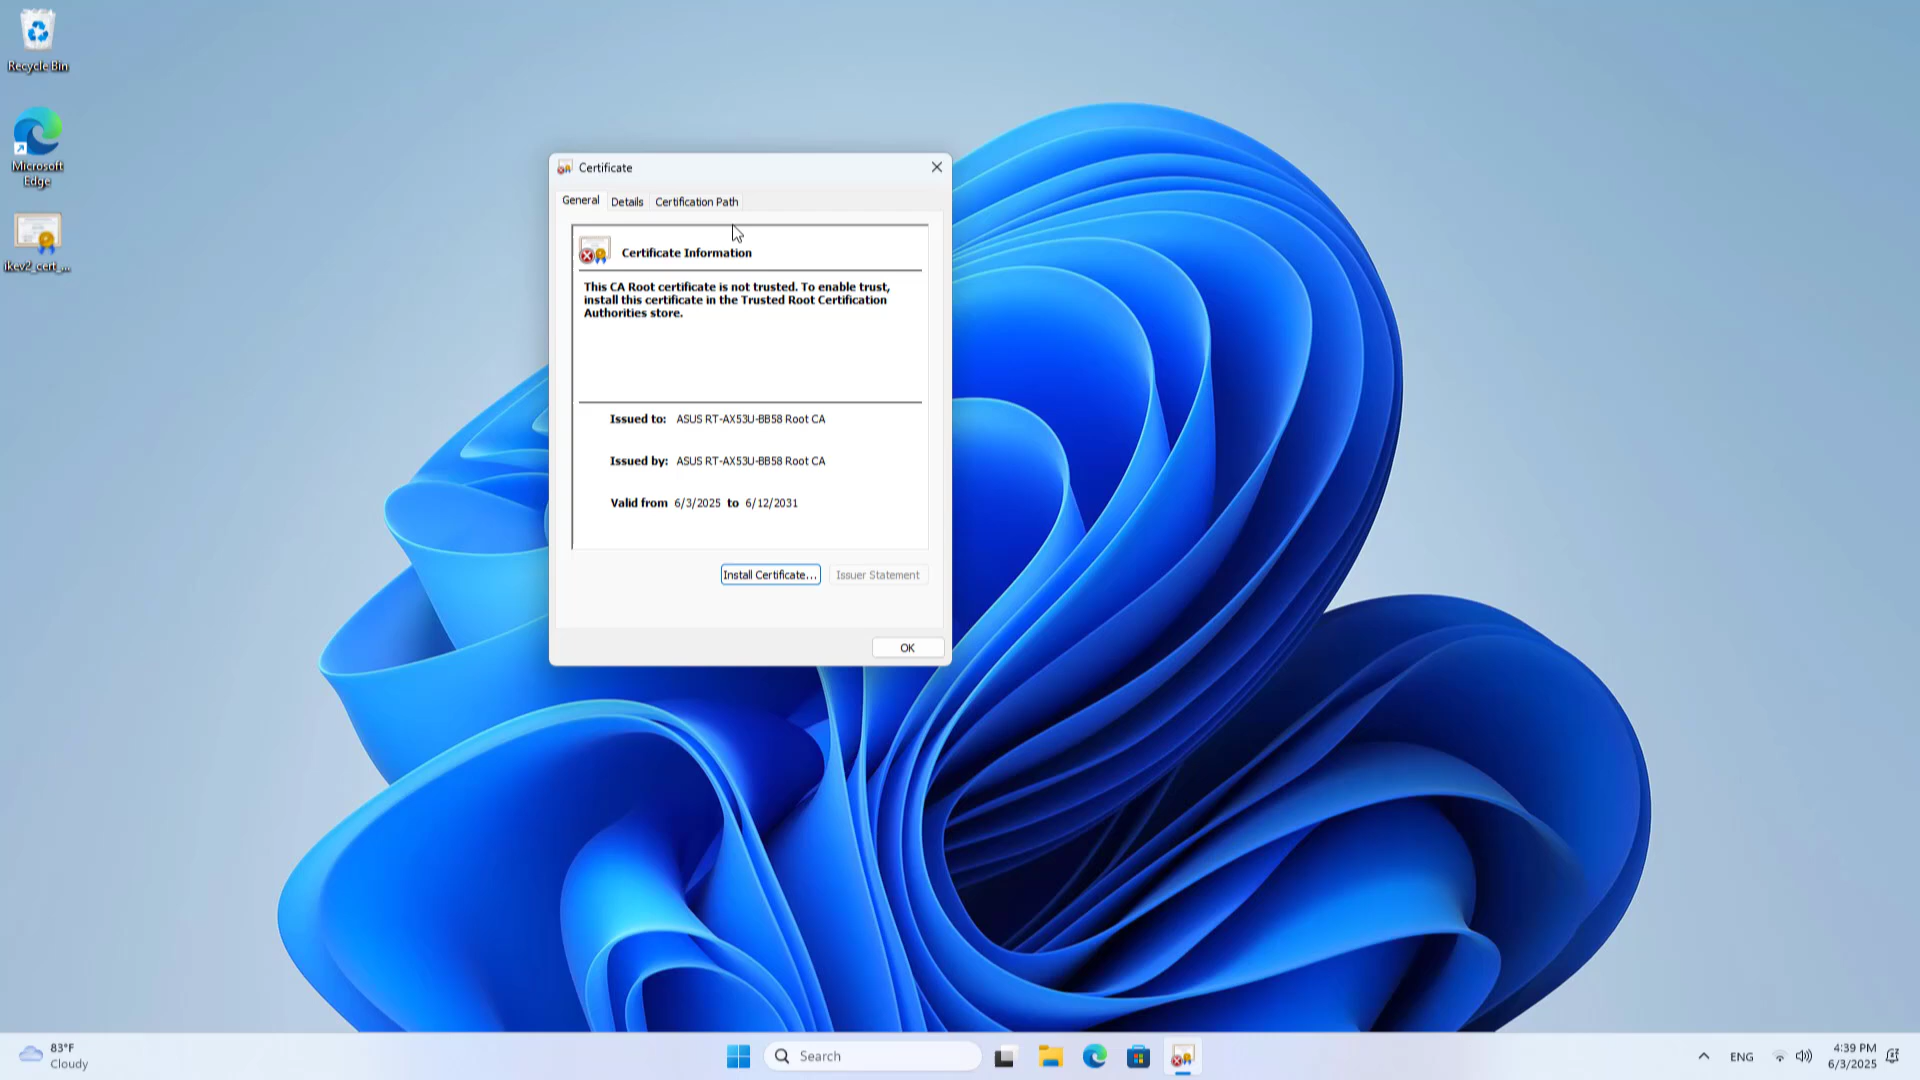 Recycle Bin
Microsoft
Edge
ikev2_cert_...
Certificate
General
Details
Certification Path
Certificate Information
This CA Root certificate is not trusted. To enable trust,
install this certificate in the Trusted Root Certification
Authorities store.
Issued to: ASUS RT-AX53U-BB58 Root CA
Issued by: ASUS RT-AX53U-BB58 Root CA
Valid from 6/3/2025 to 6/12/2031
Install Certificate...
Issuer Statement
OK
83°F
Cloudy
Search
ENG
4:39 PM
6/3/2025